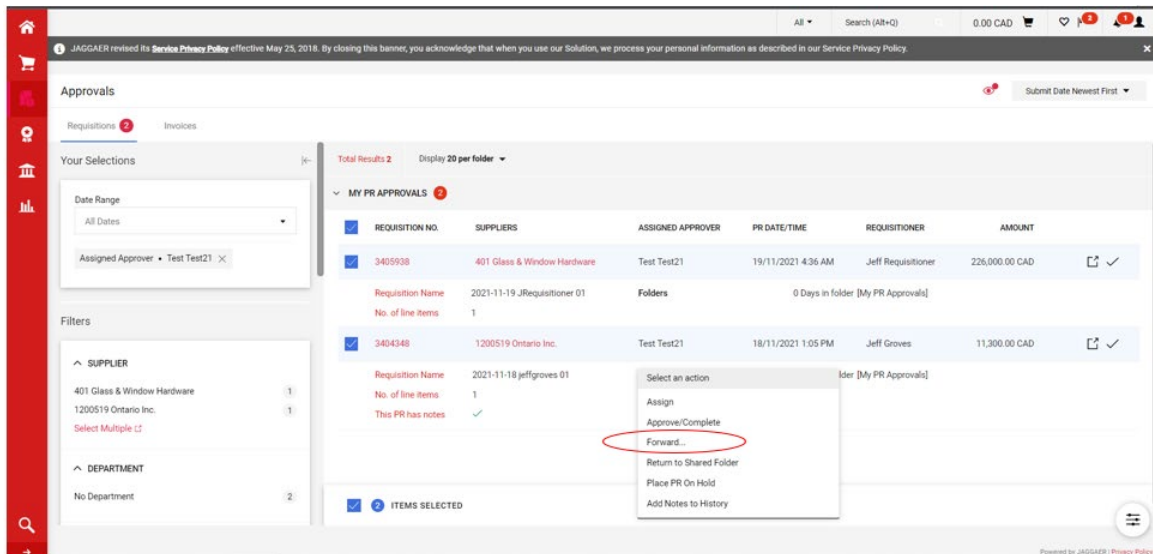 All
Search (Alt+Q)
0.00 CAD
2
1
JAGGAER revised its Service Privacy Policy effective May 25, 2018. By closing this banner, you acknowledge that when you use our Solution, we process your personal information as described in our Service Privacy Policy.
Approvals
Submit Date Newest First
Requisitions 2
Invoices
Your Selections
Date Range
All Dates
Assigned Approver • Test Test21
Filters
SUPPLIER
401 Glass & Window Hardware 1
1200519 Ontario Inc. 1
Select Multiple
DEPARTMENT
No Department 2
Total Results 2 Display 20 per folder
MY PR APPROVALS 2
REQUISITION NO. SUPPLIERS ASSIGNED APPROVER PR DATE/TIME REQUISITIONER AMOUNT
3405938 401 Glass & Window Hardware Test Test21 19/11/2021 4:36 AM Jeff Requisitioner 226,000.00 CAD
Requisition Name 2021-11-19 JRequisitioner 01 Folders 0 Days in folder [My PR Approvals]
No. of line items 1
3404348 1200519 Ontario Inc. Test Test21 18/11/2021 1:05 PM Jeff Groves 11,300.00 CAD
Requisition Name 2021-11-18 jeffgroves 01 lder [My PR Approvals]
No. of line items 1
This PR has notes
Select an action
Assign
Approve/Complete
Forward...
Return to Shared Folder
Place PR On Hold
Add Notes to History
2 ITEMS SELECTED
Powered by JAGGAER | Privacy Policy